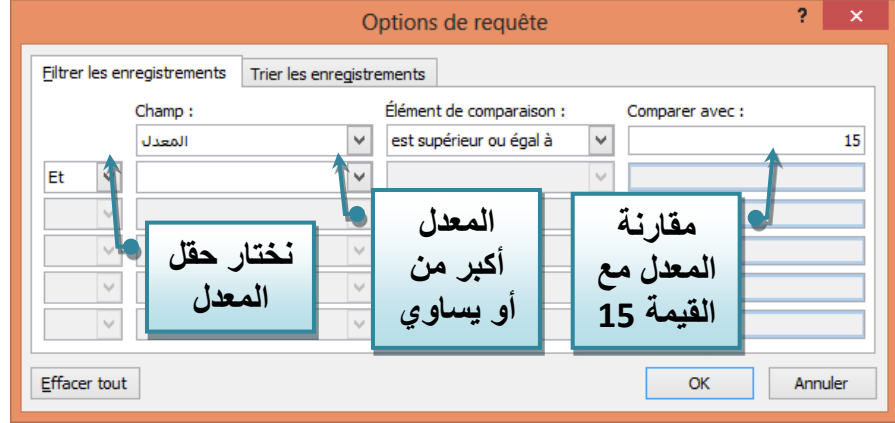 Options de requête
?
×
Filtrer les enregistrements
Trier les enregistrements
Champ :
Élément de comparaison :
Comparer avec :
المعدل
est supérieur ou égal à
15
Et
نختار حقل
المعدل
المعدل
أكبر من
أو يساوي
مقارنة
المعدل مع
القيمة 15
Effacer tout
OK
Annuler